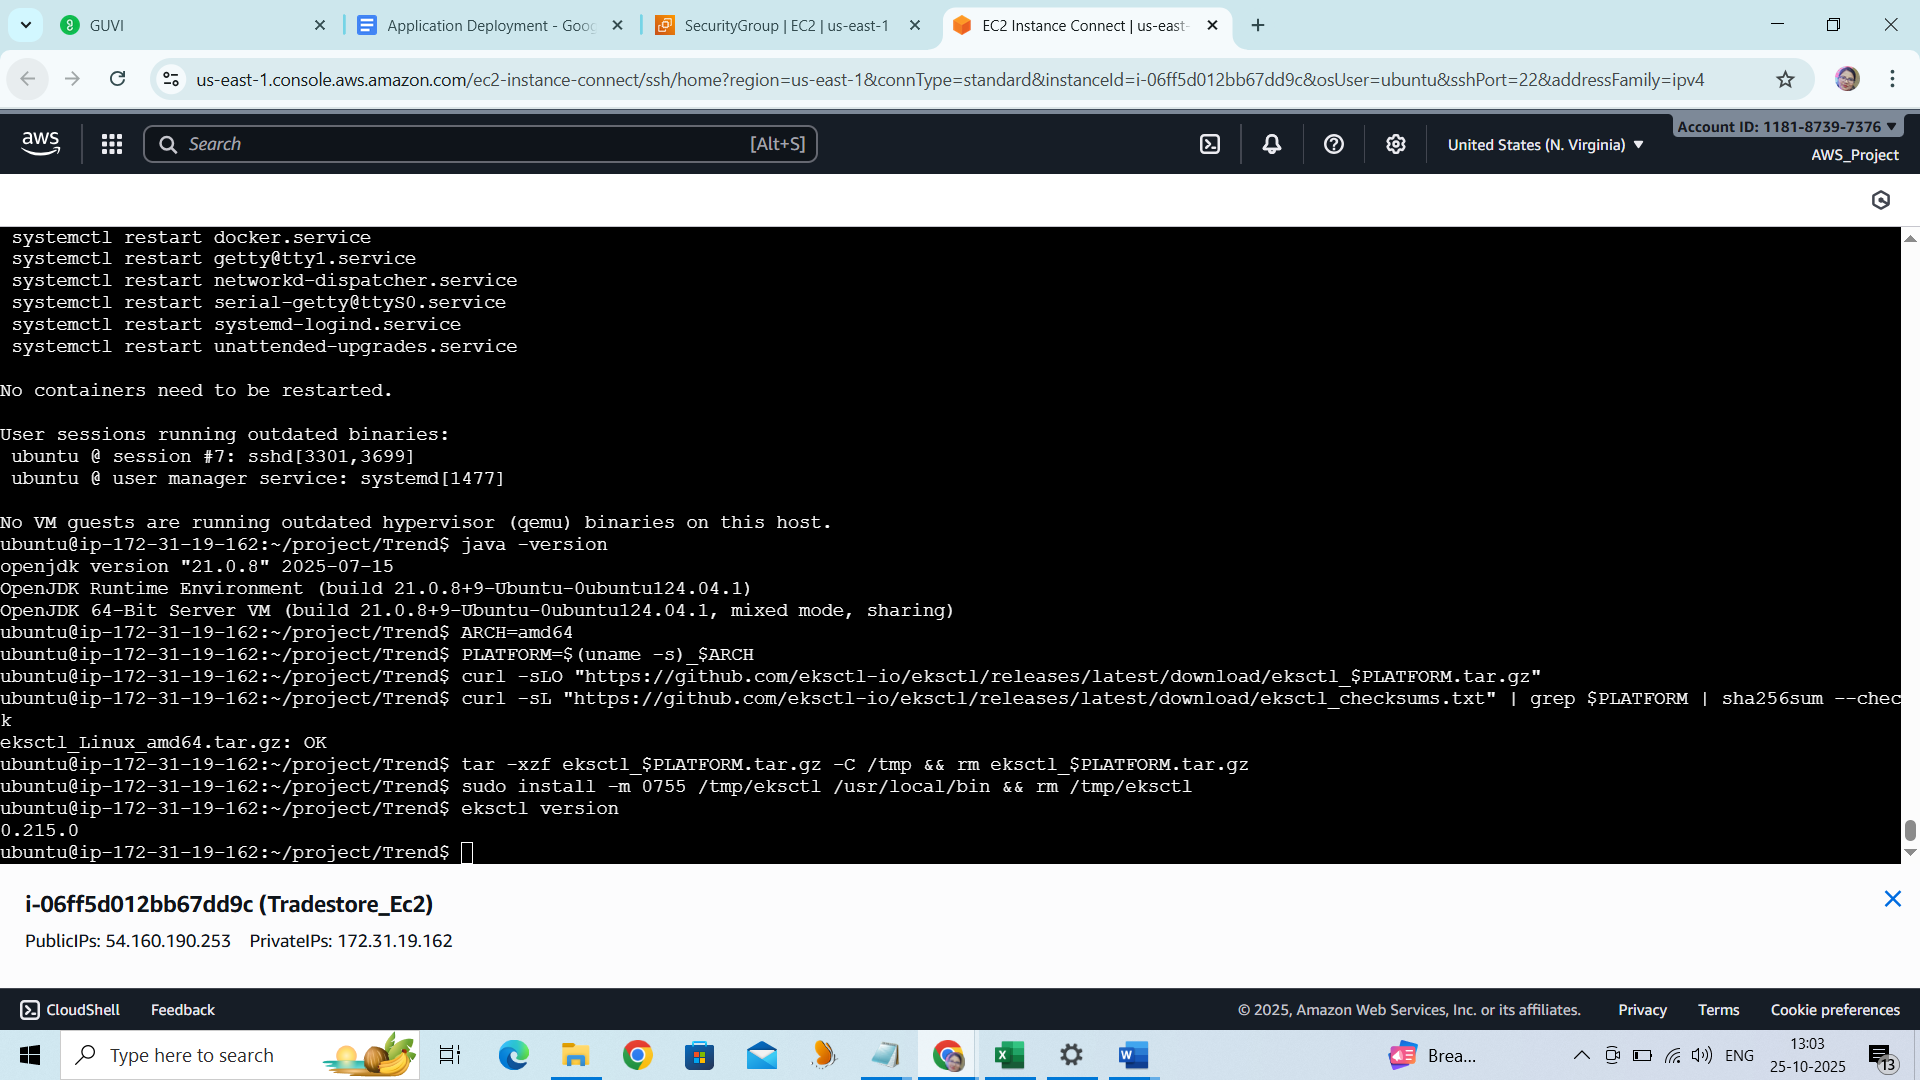 GUVI
Application Deployment - Goog
SecurityGroup | EC2 | us-east-1
EC2 Instance Connect | us-east-
us-east-1.console.aws.amazon.com/ec2-instance-connect/ssh/home?region=us-east-1&connType=standard&instanceId=i-06ff5d012bb67dd9c&osUser=ubuntu&sshPort=22&addressFamily=ipv4
aws
Search
[Alt+S]
United States (N. Virginia) ▼
Account ID: 1181-8739-7376 ▼
AWS_Project
systemctl restart docker.service
systemctl restart getty@tty1.service
systemctl restart networkd-dispatcher.service
systemctl restart serial-getty@ttyS0.service
systemctl restart systemd-logind.service
systemctl restart unattended-upgrades.service
No containers need to be restarted.
User sessions running outdated binaries:
ubuntu @ session #7: sshd[3301,3699]
ubuntu @ user manager service: systemd[1477]
No VM guests are running outdated hypervisor (qemu) binaries on this host.
ubuntu@ip-172-31-19-162:~/project/Trend$ java -version
openjdk version "21.0.8" 2025-07-15
OpenJDK Runtime Environment (build 21.0.8+9-Ubuntu-0ubuntu124.04.1)
OpenJDK 64-Bit Server VM (build 21.0.8+9-Ubuntu-0ubuntu124.04.1, mixed mode, sharing)
ubuntu@ip-172-31-19-162:~/project/Trend$ ARCH=amd64
ubuntu@ip-172-31-19-162:~/project/Trend$ PLATFORM=$(uname -s)_$ARCH
ubuntu@ip-172-31-19-162:~/project/Trend$ curl -sLO "https://github.com/eksctl-io/eksctl/releases/latest/download/eksctl_$PLATFORM.tar.gz"
ubuntu@ip-172-31-19-162:~/project/Trend$ curl -sL "https://github.com/eksctl-io/eksctl/releases/latest/download/eksctl_checksums.txt" | grep $PLATFORM | sha256sum --chec
k
eksctl_Linux_amd64.tar.gz: OK
ubuntu@ip-172-31-19-162:~/project/Trend$ tar -xzf eksctl_$PLATFORM.tar.gz -C /tmp && rm eksctl_$PLATFORM.tar.gz
ubuntu@ip-172-31-19-162:~/project/Trend$ sudo install -m 0755 /tmp/eksctl /usr/local/bin && rm /tmp/eksctl
ubuntu@ip-172-31-19-162:~/project/Trend$ eksctl version
0.215.0
ubuntu@ip-172-31-19-162:~/project/Trend$
i-06ff5d012bb67dd9c (Tradestore_Ec2)
PublicIPs: 54.160.190.253 PrivateIPs: 172.31.19.162
CloudShell
Feedback
© 2025, Amazon Web Services, Inc. or its affiliates.
Privacy
Terms
Cookie preferences
Type here to search
Brea...
ENG
13:03
25-10-2025
13